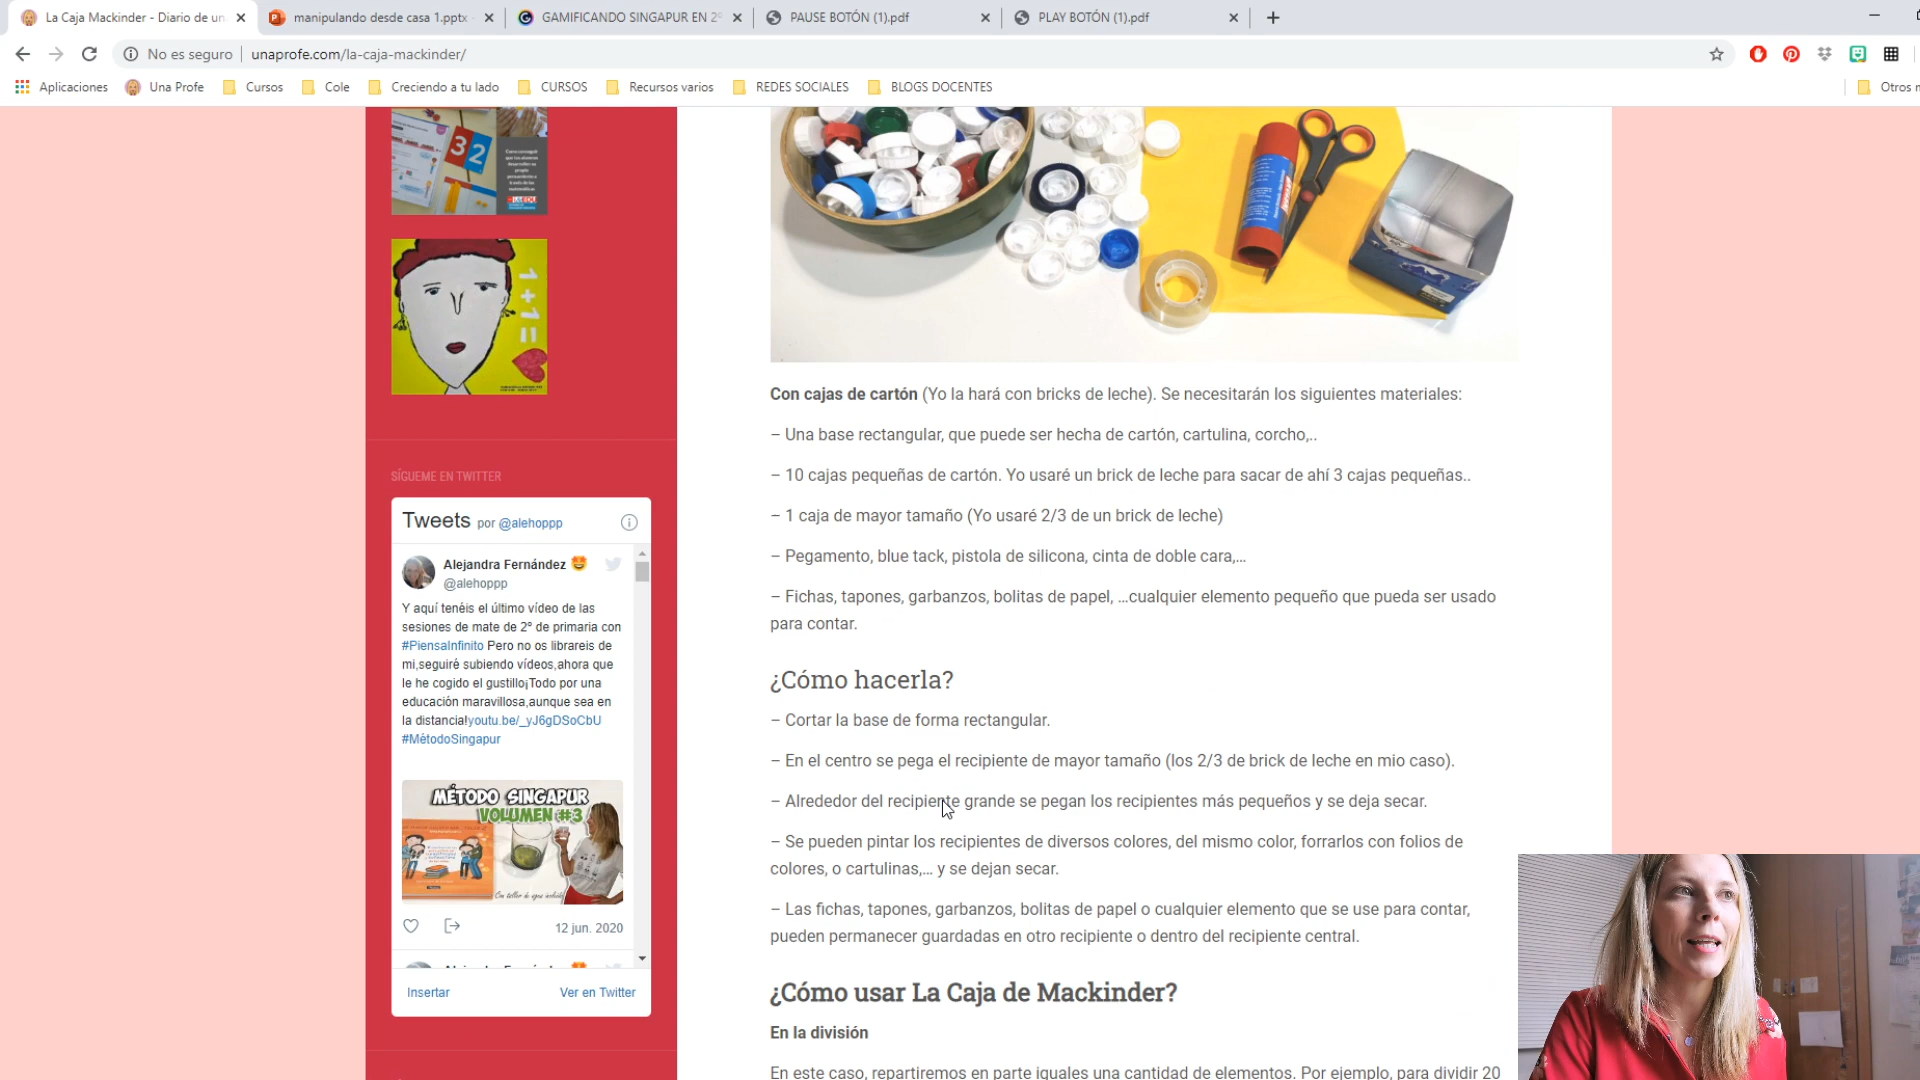 La Caja Mackinder - Diario de un
manipulando desde casa 1.pptx
GAMIFICANDO SINGAPUR EN 2º
PAUSE BOTÓN (1).pdf
PLAY BOTÓN (1).pdf
No es seguro
unaprofe.com/la-caja-mackinder/
Aplicaciones
Una Profe
Cursos
Cole
Creciendo a tu lado
CURSOS
Recursos varios
REDES SOCIALES
BLOGS DOCENTES
Otros m
32
1+1=
SÍGUEME EN TWITTER
Tweets por @alehoppp
Alejandra Fernández
@alehoppp
Y aquí tenéis el último vídeo de las
sesiones de mate de 2º de primaria con
#PiensaInfinito Pero no os librareis de
mi,seguiré subiendo vídeos,ahora que
le he cogido el gustillo¡Todo por una
educación maravillosa,aunque sea en
la distancia!youtu.be/_yJ6gDSoCbU
#MétodoSingapur
MÉTODO SINGAPUR
VOLUMEN #3
Con taller de agua incluido
12 jun. 2020
Insertar
Ver en Twitter
Con cajas de cartón (Yo la hará con bricks de leche). Se necesitarán los siguientes materiales:
– Una base rectangular, que puede ser hecha de cartón, cartulina, corcho,..
– 10 cajas pequeñas de cartón. Yo usaré un brick de leche para sacar de ahí 3 cajas pequeñas..
– 1 caja de mayor tamaño (Yo usaré 2/3 de un brick de leche)
– Pegamento, blue tack, pistola de silicona, cinta de doble cara,...
– Fichas, tapones, garbanzos, bolitas de papel, ...cualquier elemento pequeño que pueda ser usado
para contar.
¿Cómo hacerla?
– Cortar la base de forma rectangular.
– En el centro se pega el recipiente de mayor tamaño (los 2/3 de brick de leche en mio caso).
– Alrededor del recipiente grande se pegan los recipientes más pequeños y se deja secar.
– Se pueden pintar los recipientes de diversos colores, del mismo color, forrarlos con folios de
colores, o cartulinas,... y se dejan secar.
– Las fichas, tapones, garbanzos, bolitas de papel o cualquier elemento que se use para contar,
pueden permanecer guardadas en otro recipiente o dentro del recipiente central.
¿Cómo usar La Caja de Mackinder?
En la división
En este caso, repartiremos en parte iguales una cantidad de elementos. Por ejemplo, para dividir 20